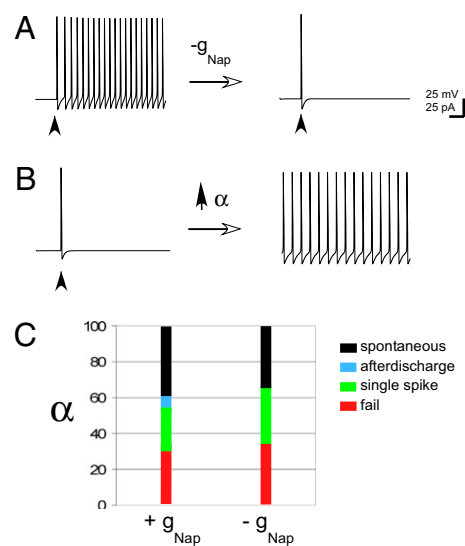 A
-g
Nap
25 mV
25 pA
B
α
C
100
80
60
40
20
0
α
spontaneous
afterdischarge
single spike
fail
+ g
Nap
- g
Nap